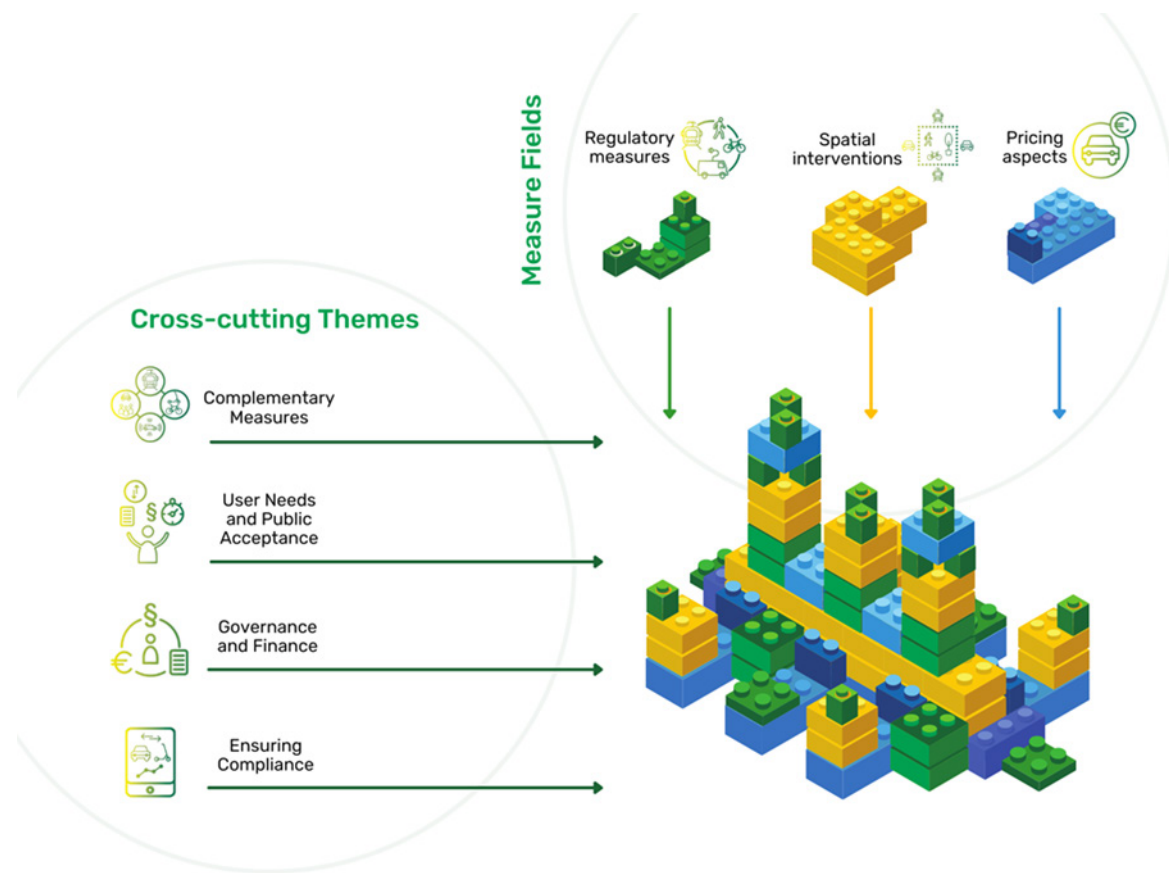 Measure Fields
Regulatory
measures
Spatial
interventions
Pricing
aspects
€
Cross-cutting Themes
Complementary
Measures
User Needs
and Public
Acceptance
§
Governance
and Finance
§
€
Ensuring
Compliance